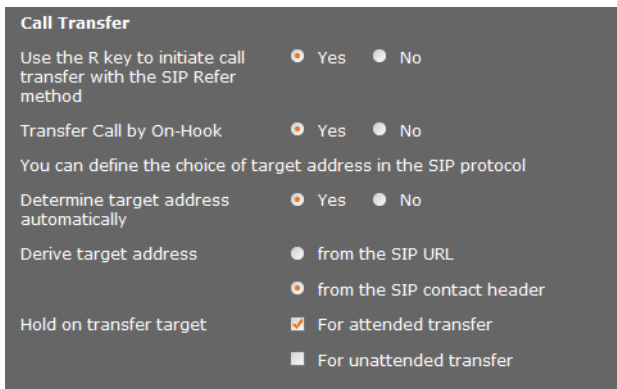 Call Transfer
Use the R key to initiate call Yes No
transfer with the SIP Refer
method
Transfer Call by On-Hook Yes No
You can define the choice of target address in the SIP protocol
Determine target address Yes No
automatically
Derive target address from the SIP URL
from the SIP contact header
Hold on transfer target For attended transfer
For unattended transfer